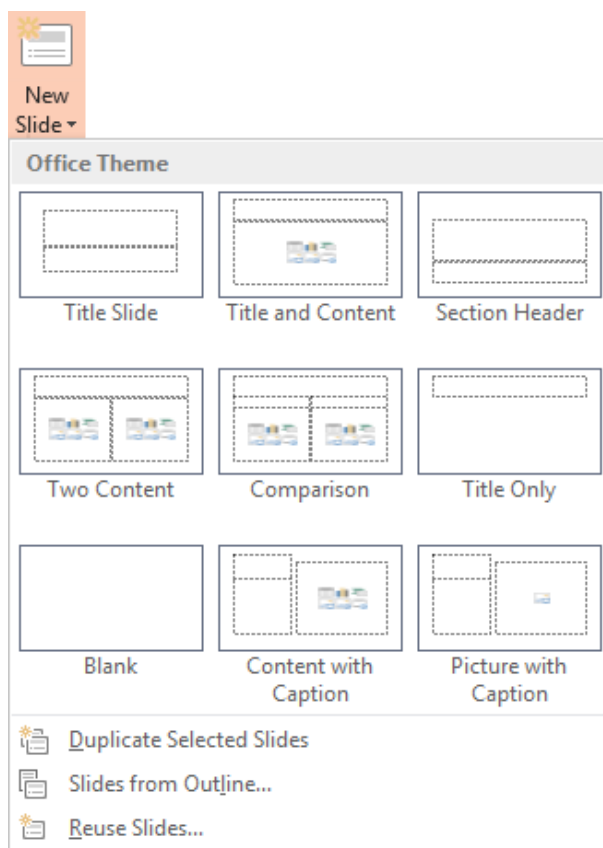 New
Slide
Office Theme
Title Slide
Title and Content
Section Header
Two Content
Comparison
Title Only
Blank
Content with
Caption
Picture with
Caption
Duplicate Selected Slides
Slides from Outline...
Reuse Slides...